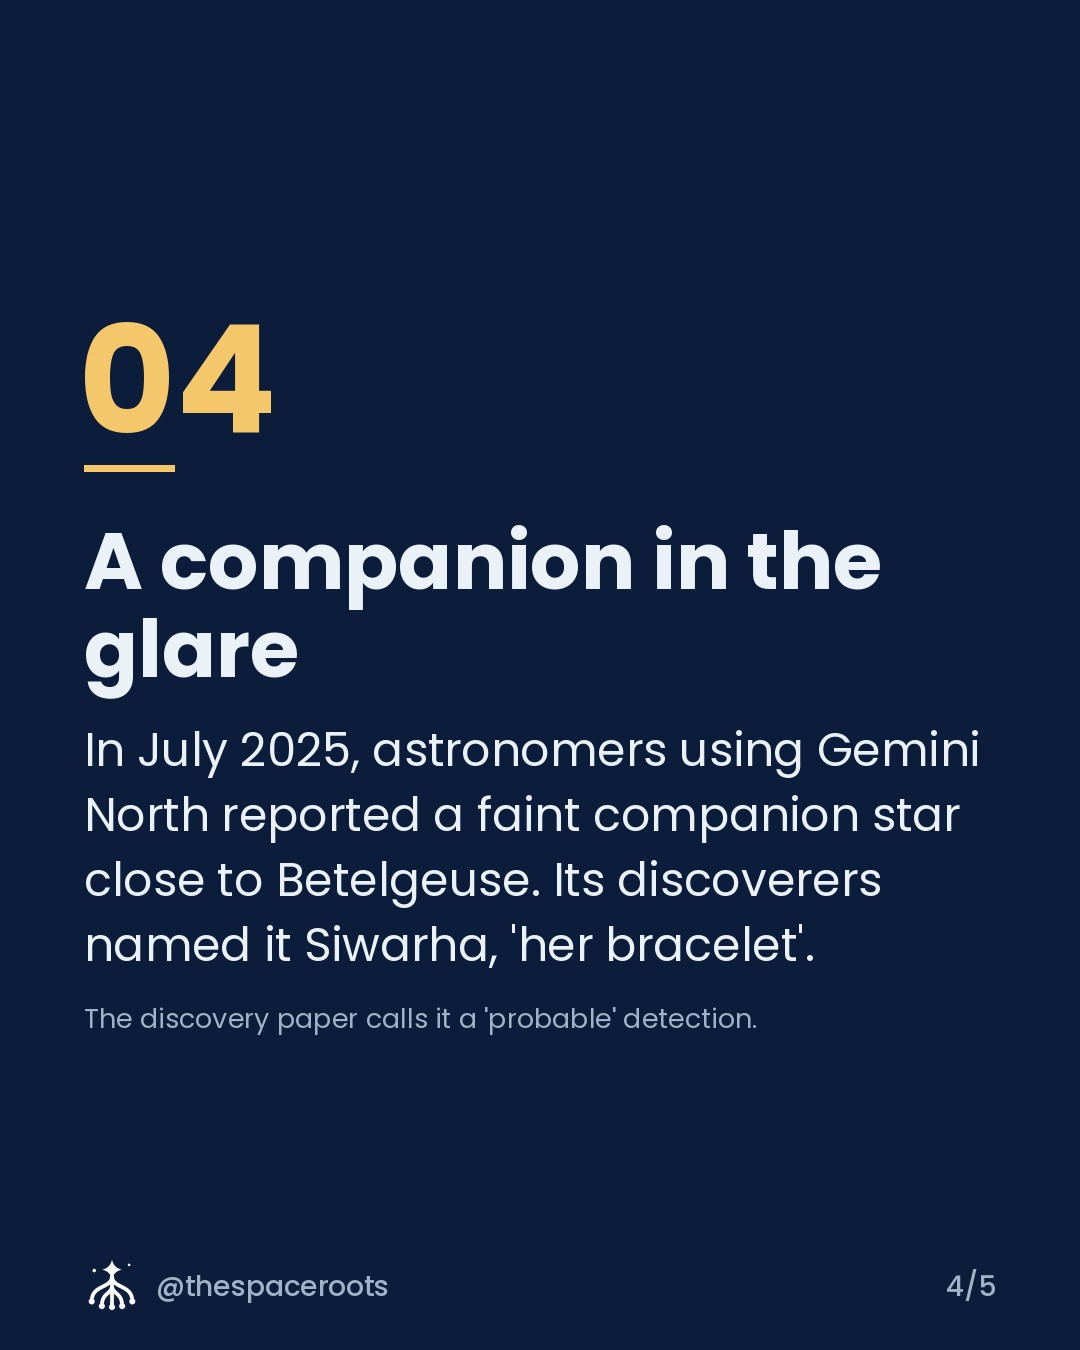 04
A companion in the
glare
In July 2025, astronomers using Gemini
North reported a faint companion star
close to Betelgeuse. Its discoverers
named it Siwarha, 'her bracelet'.
The discovery paper calls it a 'probable' detection.
@thespaceroots
4/5